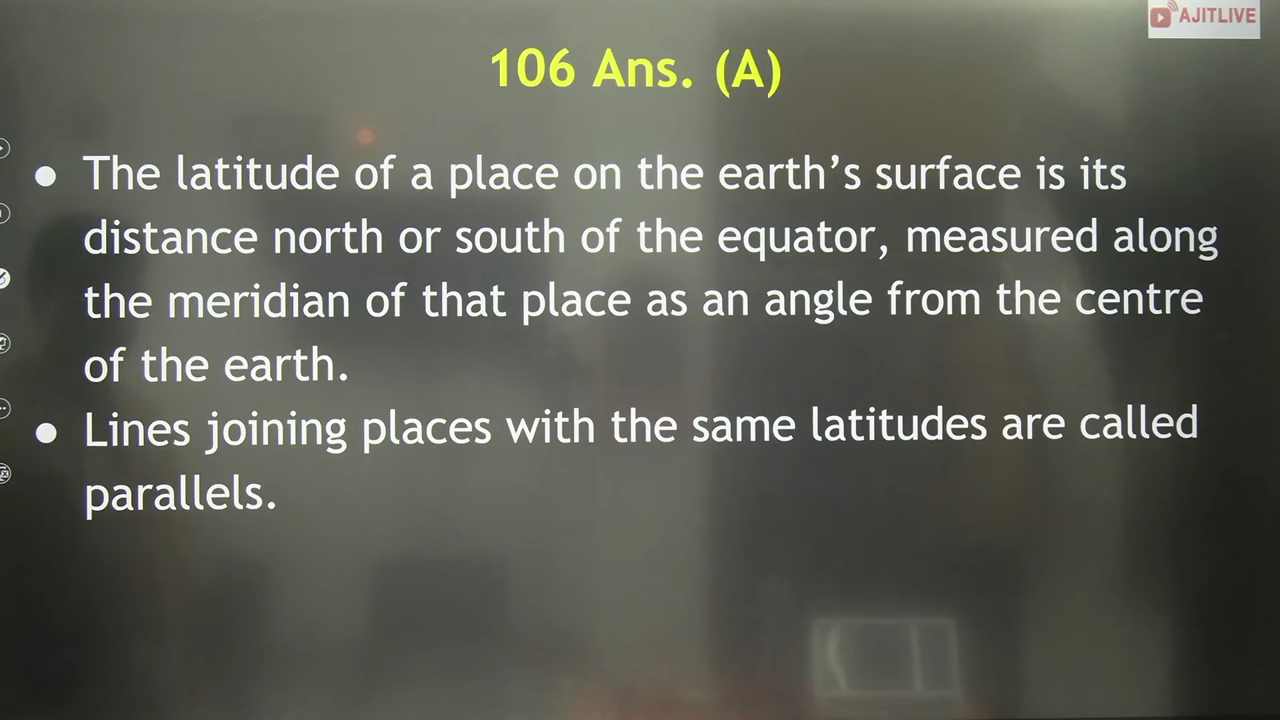 AJITLIVE
106 Ans. (A)
● The latitude of a place on the earth's surface is its
distance north or south of the equator, measured along
the meridian of that place as an angle from the centre
of the earth.
● Lines joining places with the same latitudes are called
parallels.